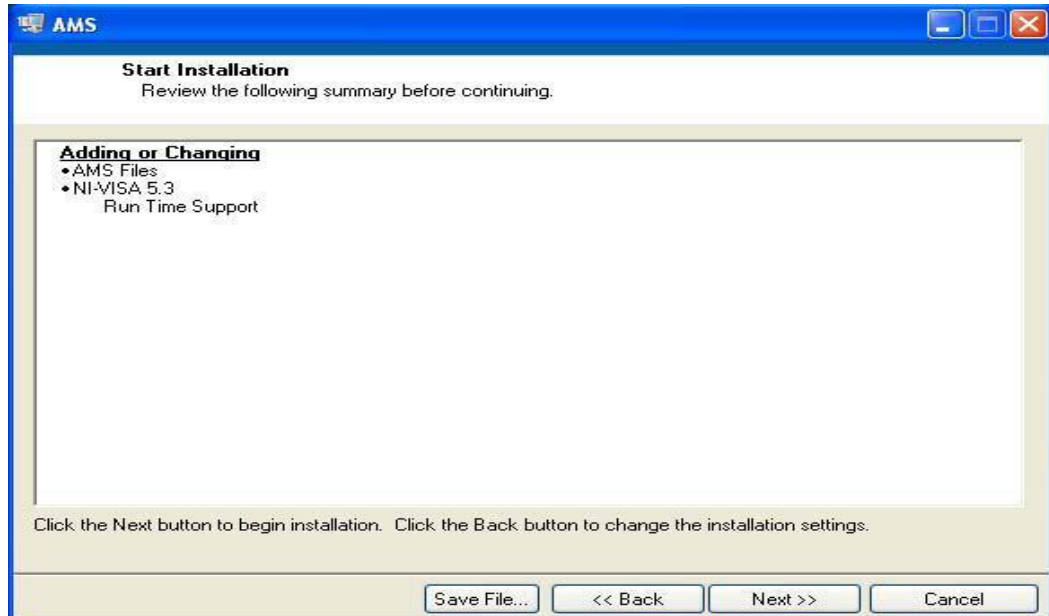 AMS
Start Installation
Review the following summary before continuing.
Adding or Changing
•AMS Files
•NI-VISA 5.3
Run Time Support
Click the Next button to begin installation. Click the Back button to change the installation settings.
Save File... << Back Next >> Cancel